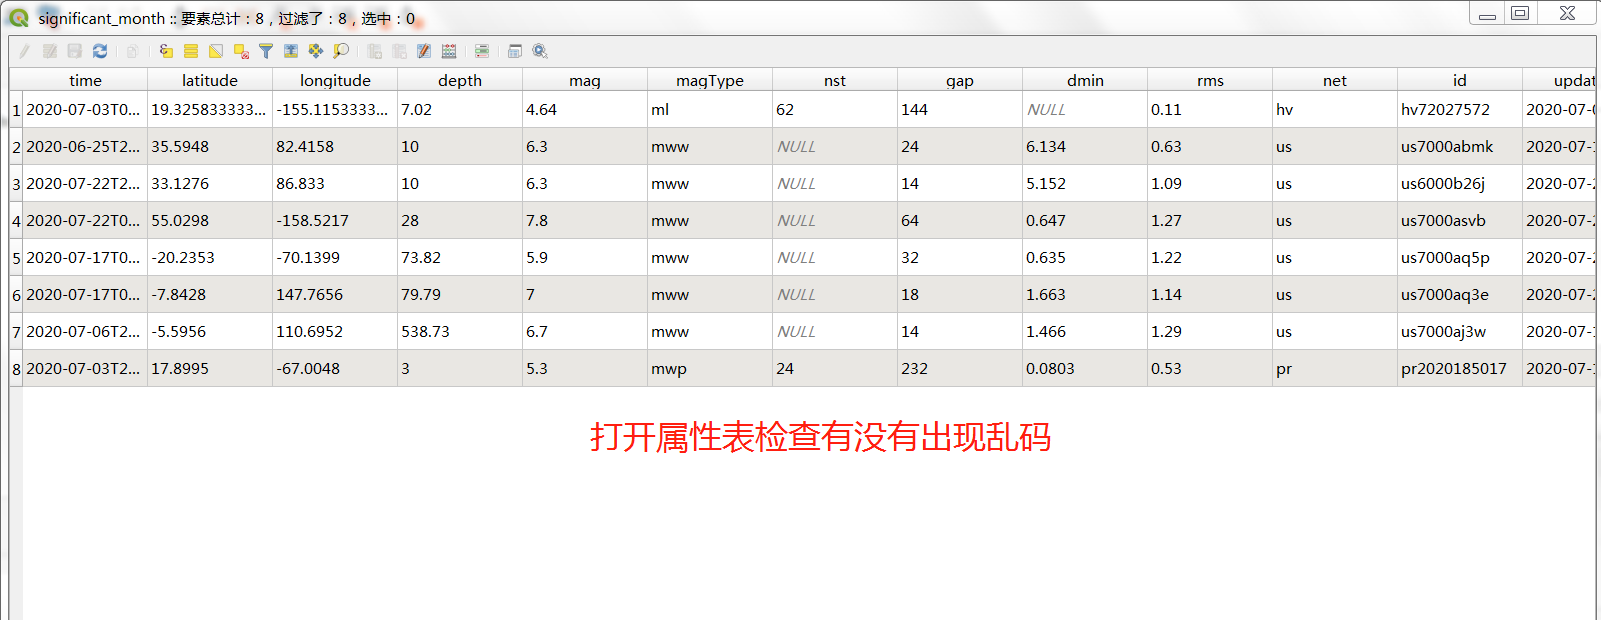 significant_month :: 要素总计：8，过滤了：8，选中：0
time latitude longitude depth mag magType nst gap dmin rms net id updat
1 2020-07-03T0... 19.325833333... -155.1153333... 7.02 4.64 ml 62 144 NULL 0.11 hv hv72027572 2020-07-0
2 2020-06-25T2... 35.5948 82.4158 10 6.3 mww NULL 24 6.134 0.63 us us7000abmk 2020-07-1
3 2020-07-22T2... 33.1276 86.833 10 6.3 mww NULL 14 5.152 1.09 us us6000b26j 2020-07-2
4 2020-07-22T0... 55.0298 -158.5217 28 7.8 mww NULL 64 0.647 1.27 us us7000asvb 2020-07-2
5 2020-07-17T0... -20.2353 -70.1399 73.82 5.9 mww NULL 32 0.635 1.22 us us7000aq5p 2020-07-2
6 2020-07-17T0... -7.8428 147.7656 79.79 7 mww NULL 18 1.663 1.14 us us7000aq3e 2020-07-2
7 2020-07-06T2... -5.5956 110.6952 538.73 6.7 mww NULL 14 1.466 1.29 us us7000aj3w 2020-07-1
8 2020-07-03T2... 17.8995 -67.0048 3 5.3 mwp 24 232 0.0803 0.53 pr pr2020185017 2020-07-1
打开属性表检查有没有出现乱码